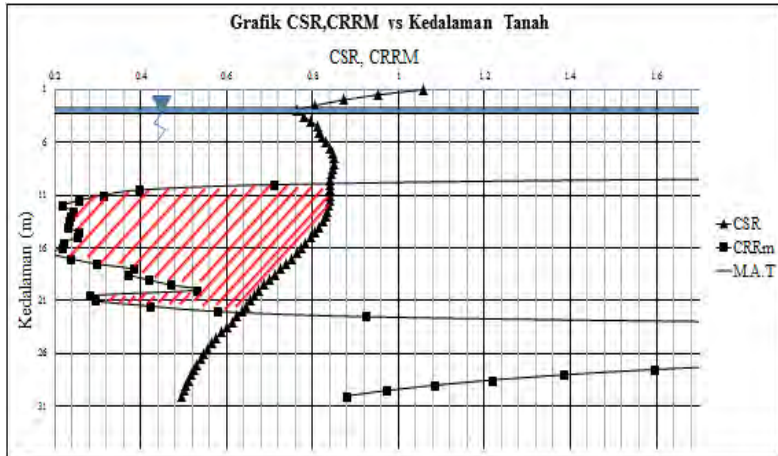 Grafik CSR,CRRM vs Kedalaman Tanah
CSR, CRRM
0.2 0.4 0.6 0.8 1 1.2 1.4 1.6
1
6
11
16
21
26
31
Kedalaman (m)
CSR
CRRm
M.A.T